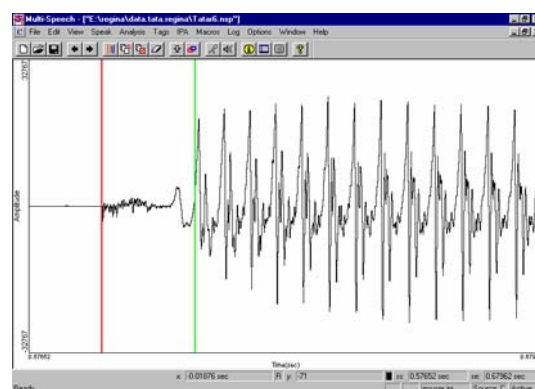 Multi-Speech - ["E:\regina\data.tata.regina\Tatar6.nsp"]
File Edit View Speak Analysis Tags IPA Macros Log Options Window Help
32767
Amplitude
-32767
0.57652
Time(sec)
x: -0.01876 sec R y: -71 0.57652 sec 0.67962 sec
Ready